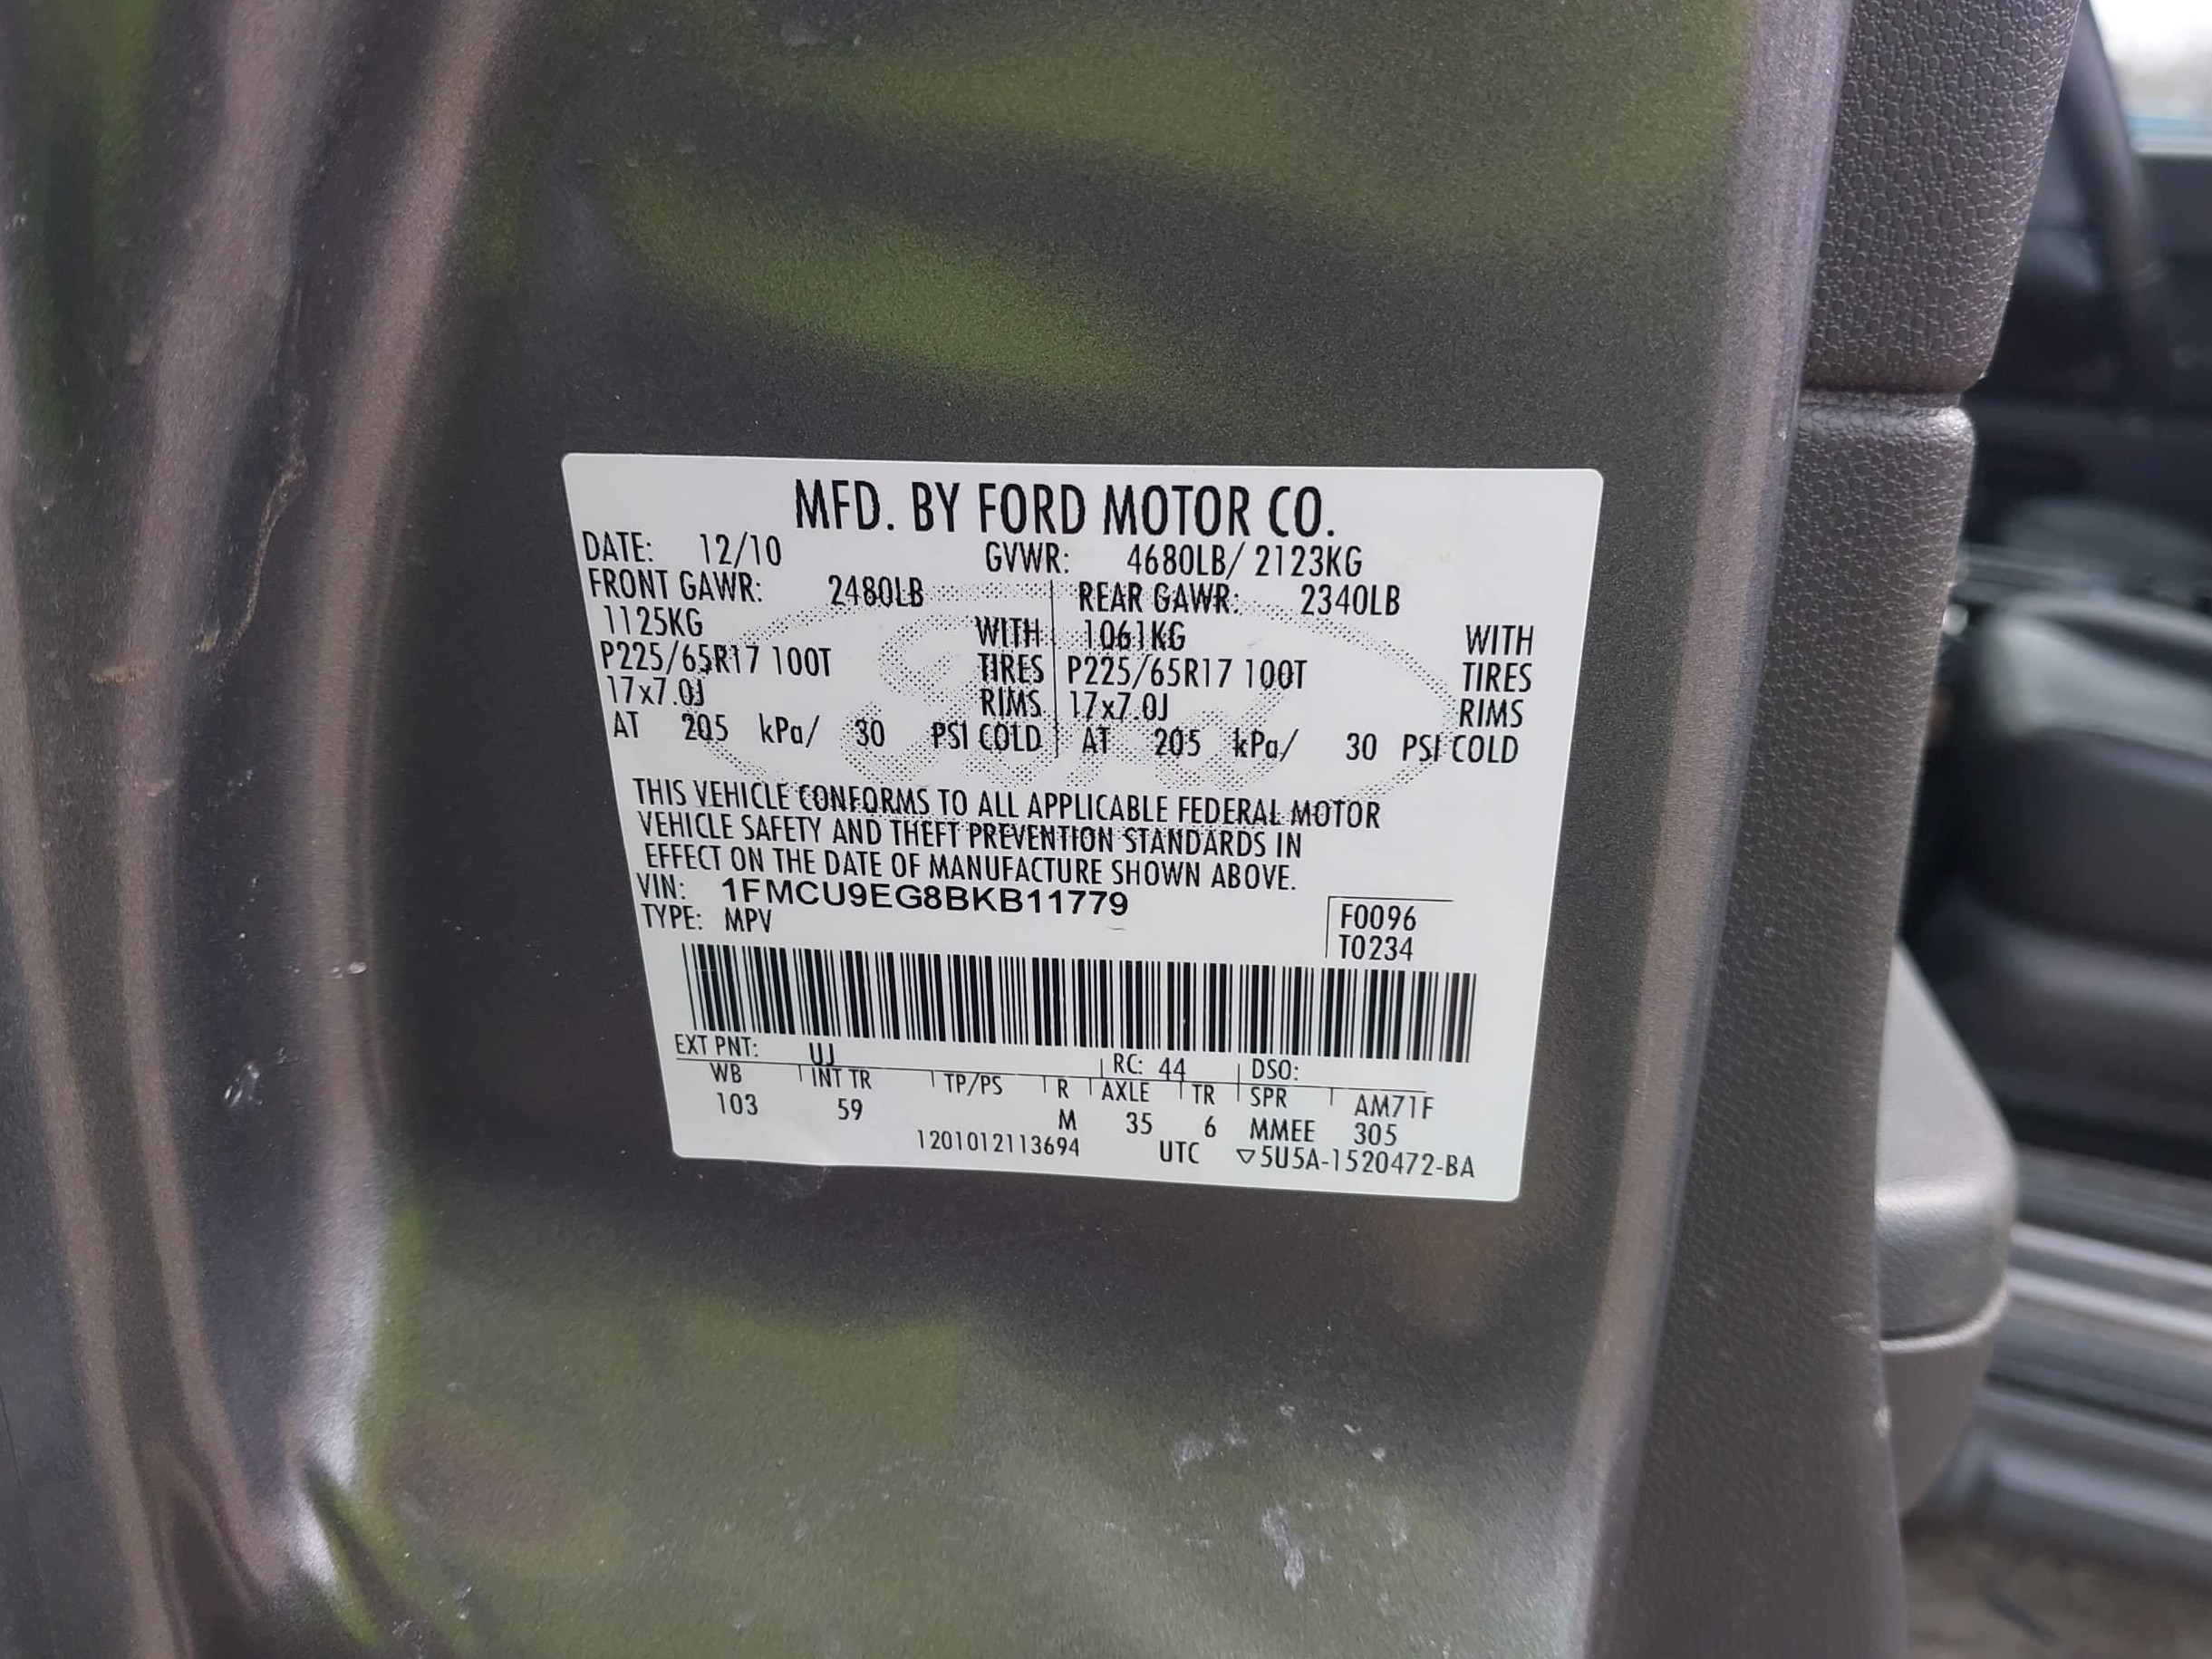 MFD. BY FORD MOTOR CO.
DATE: 12/10 GVWR: 4680LB/ 2123KG
FRONT GAWR: 2480LB REAR GAWR: 2340LB
1125KG WITH 1061KG WITH
P225/65R17 100T TIRES P225/65R17 100T TIRES
17x7.0J RIMS 17x7.0J RIMS
AT 205 kPa/ 30 PSI COLD AT 205 kPa/ 30 PSI COLD
Ford
THIS VEHICLE CONFORMS TO ALL APPLICABLE FEDERAL MOTOR
VEHICLE SAFETY AND THEFT PREVENTION STANDARDS IN
EFFECT ON THE DATE OF MANUFACTURE SHOWN ABOVE.
VIN: 1FMCU9EG8BKB11779
TYPE: MPV
F0096
T0234
EXT PNT: UJ RC: 44 DSO:
WB INT TR TP/PS R AXLE TR SPR AM71F
103 59 M 35 6 MMEE 305
1201012113694 UTC ▽5U5A-1520472-BA